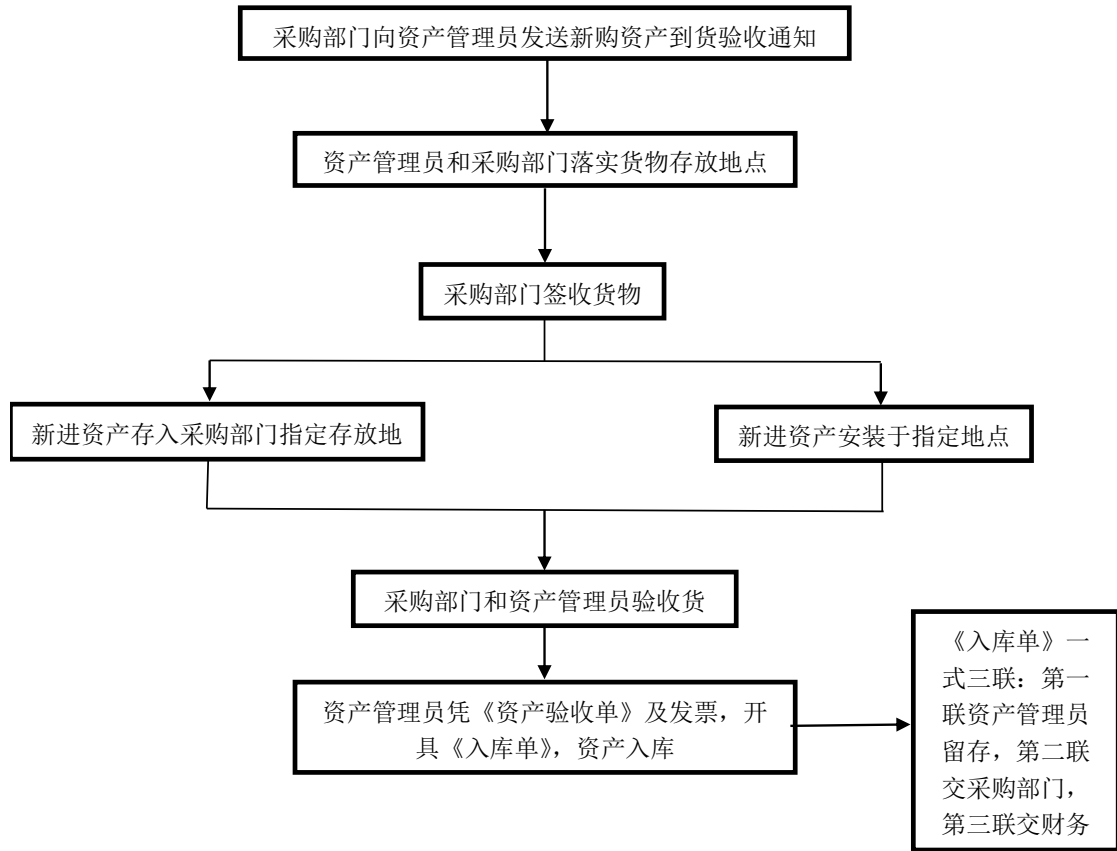 采购部门向资产管理员发送新购资产到货验收通知
资产管理员和采购部门落实货物存放地点
采购部门签收货物
新进资产存入采购部门指定存放地
新进资产安装于指定地点
采购部门和资产管理员验收货
资产管理员凭《资产验收单》及发票，开
具《入库单》，资产入库
《入库单》一
式三联：第一
联资产管理员
留存，第二联
交采购部门，
第三联交财务